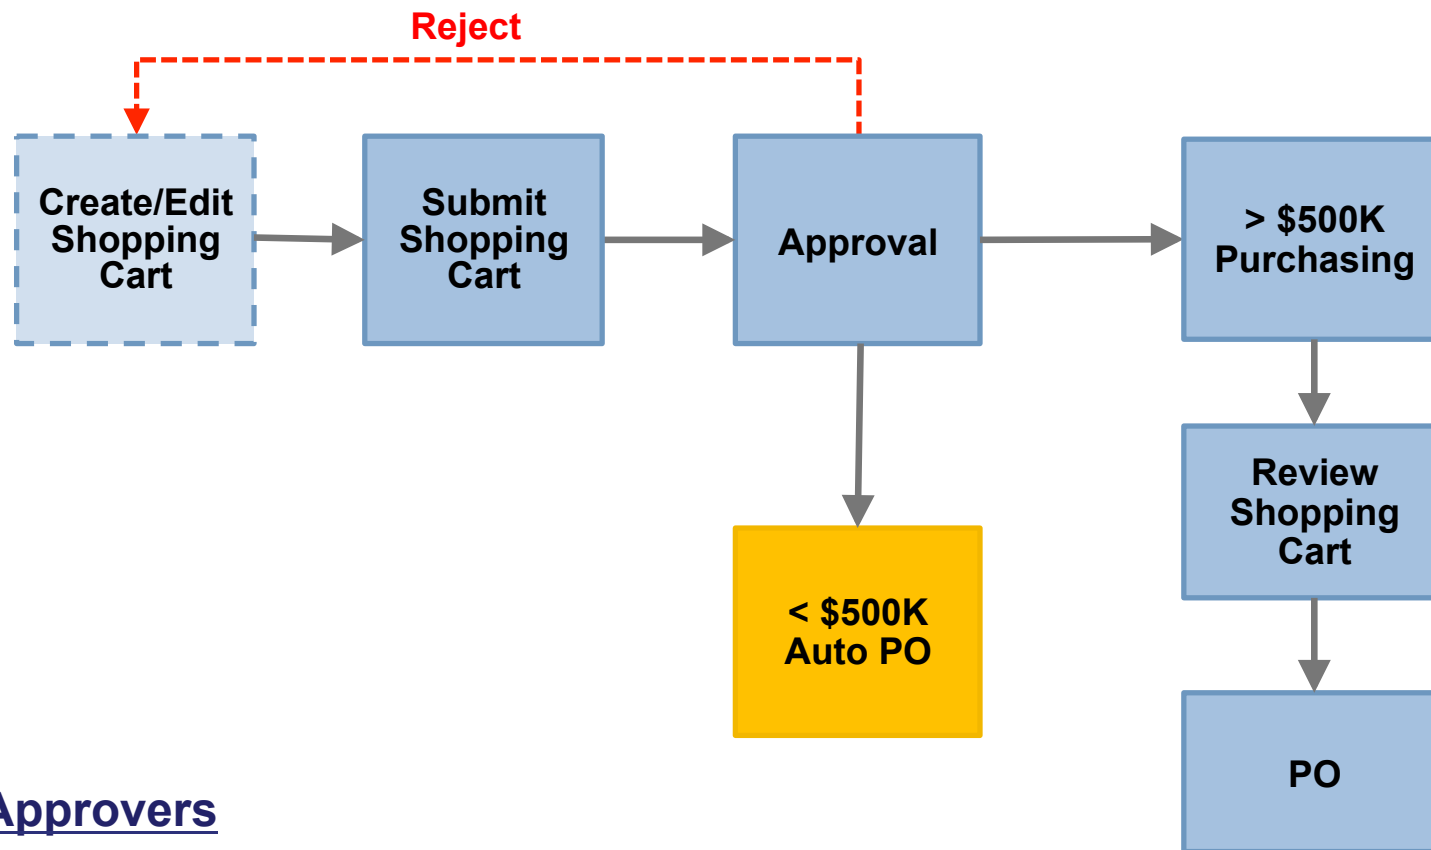 Reject
Create/Edit
Shopping
Cart
Submit
Shopping
Cart
Approval
> $500K
Purchasing
Review
Shopping
Cart
< $500K
Auto PO
PO
Approvers